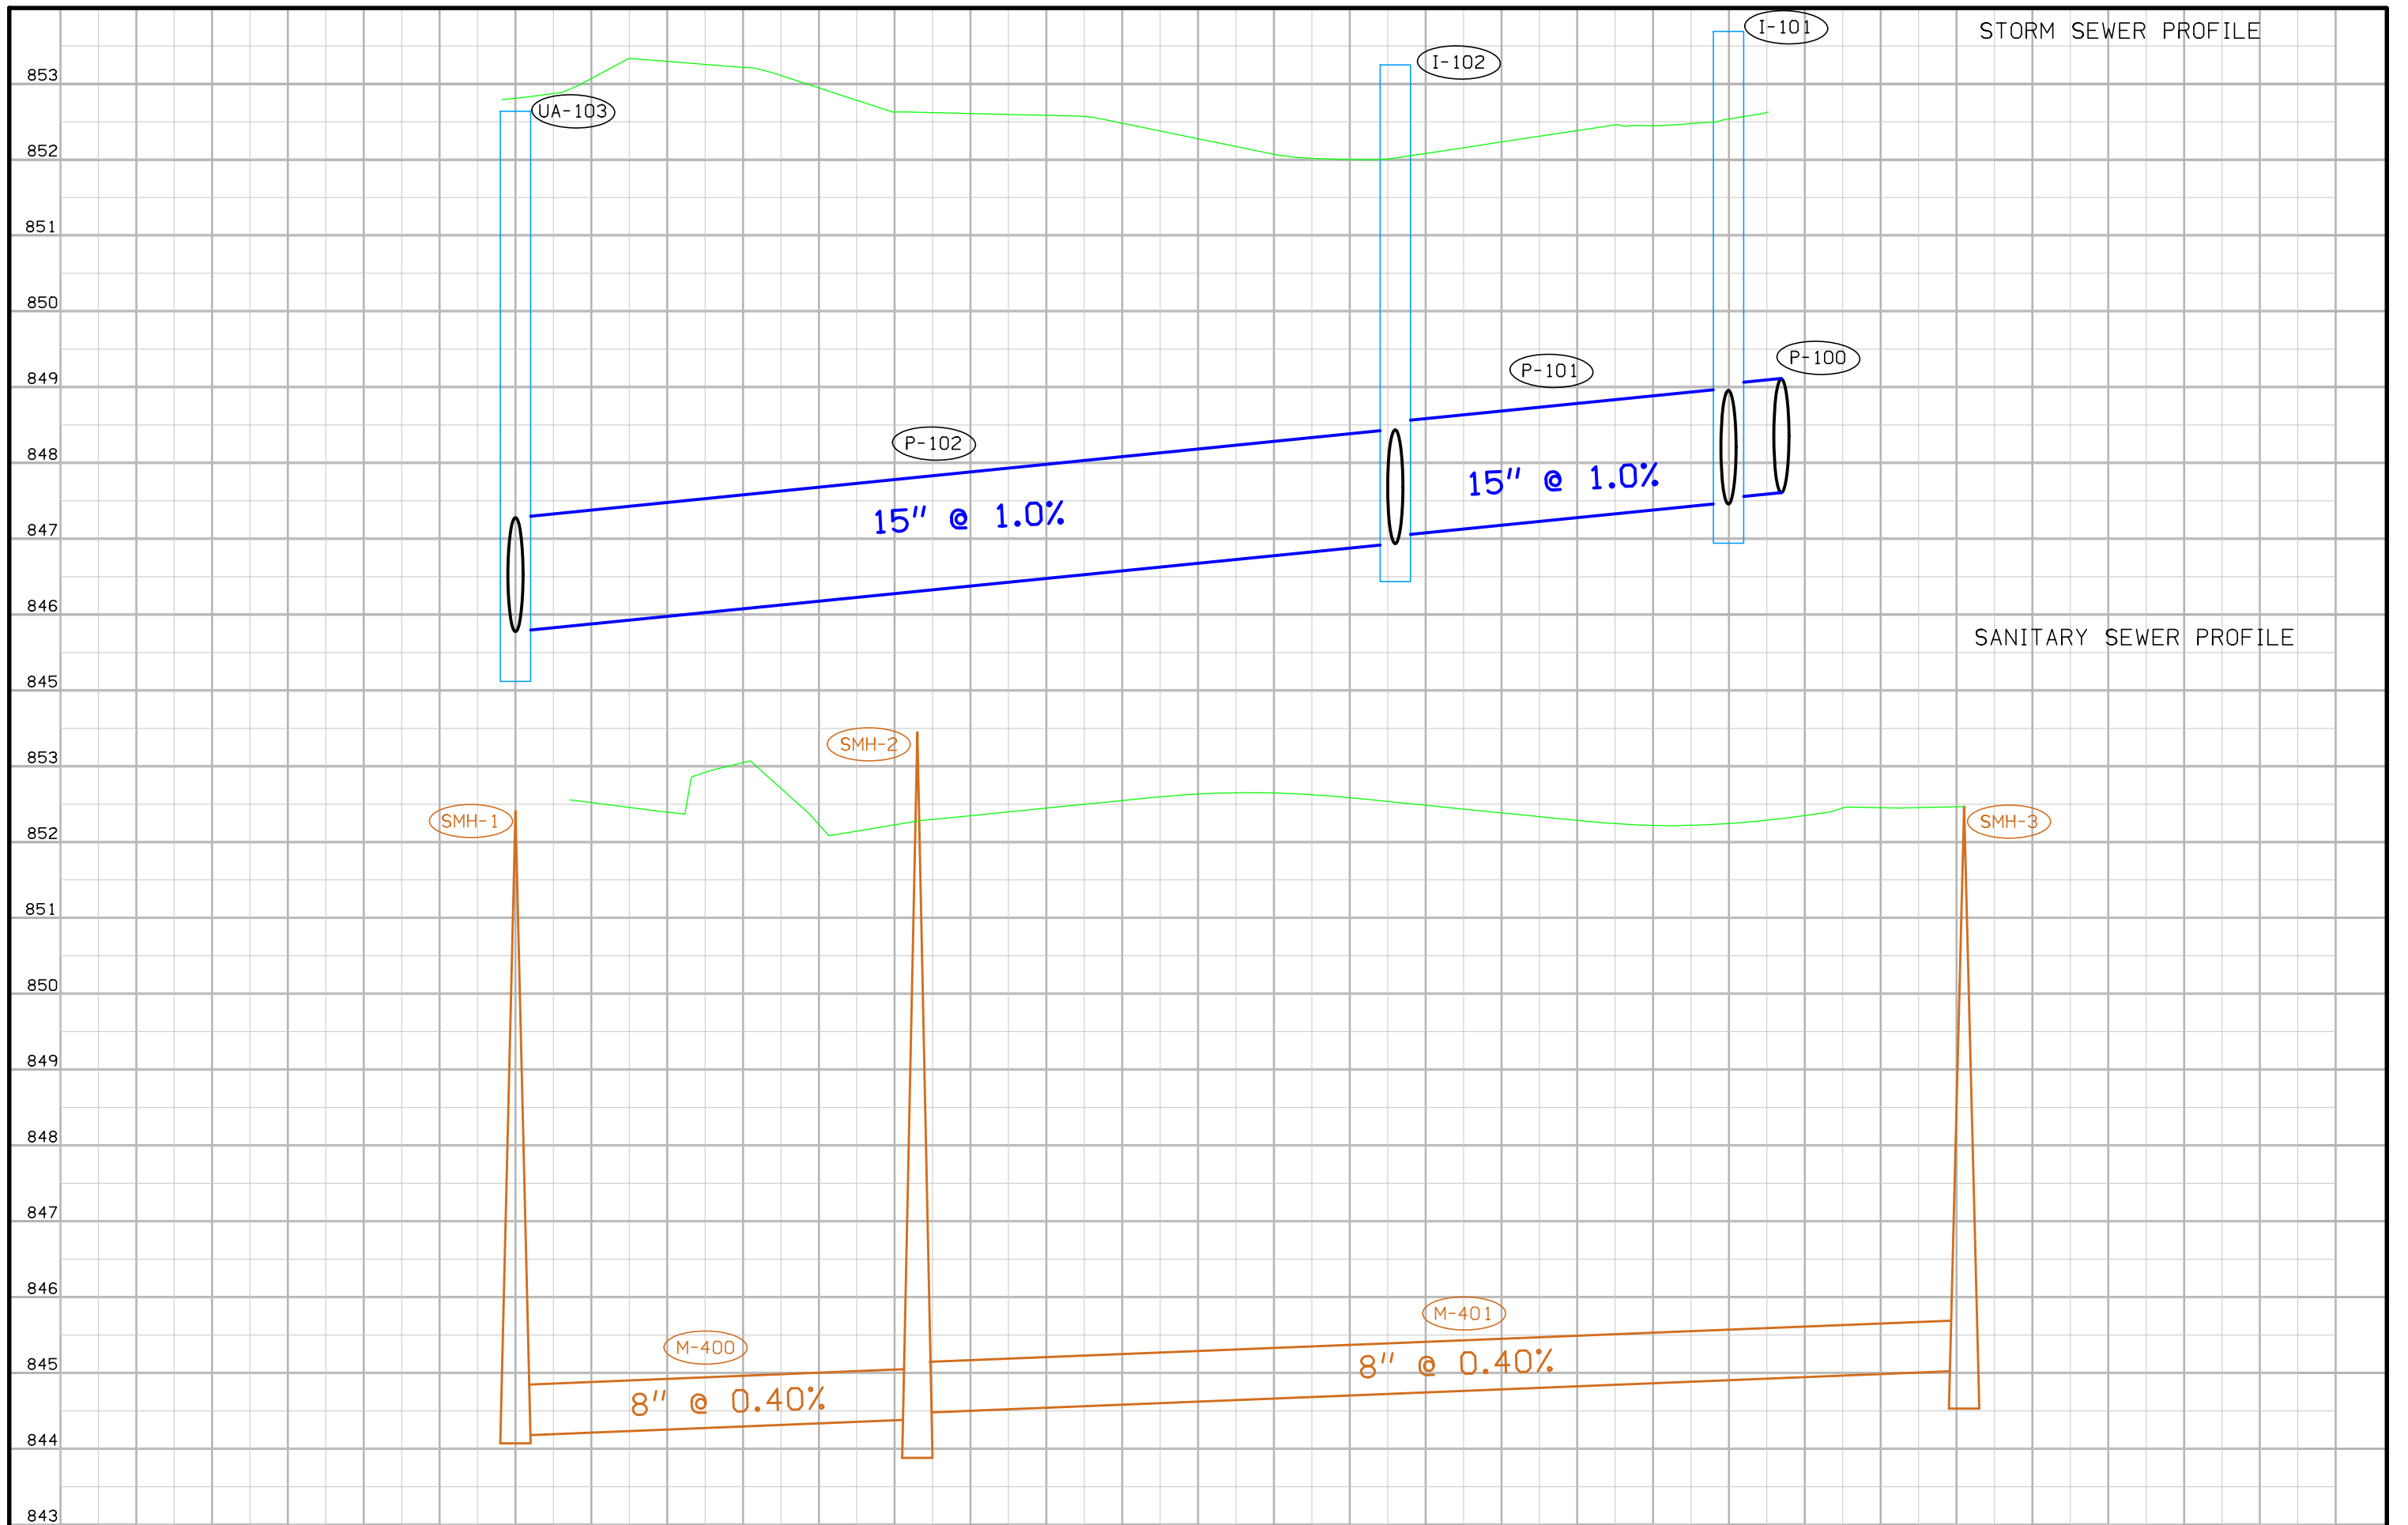 I-101
STORM SEWER PROFILE
I-102
853
UA-103
852
851
850
P-100
849
P-101
P-102
848
15" @ 1.0%
15" @ 1.0%
847
846
SANITARY SEWER PROFILE
845
SMH-2
853
SMH-1
SMH-3
852
851
850
849
848
847
846
M-401
M-400
845
8" @ 0.40%
8" @ 0.40%
844
843